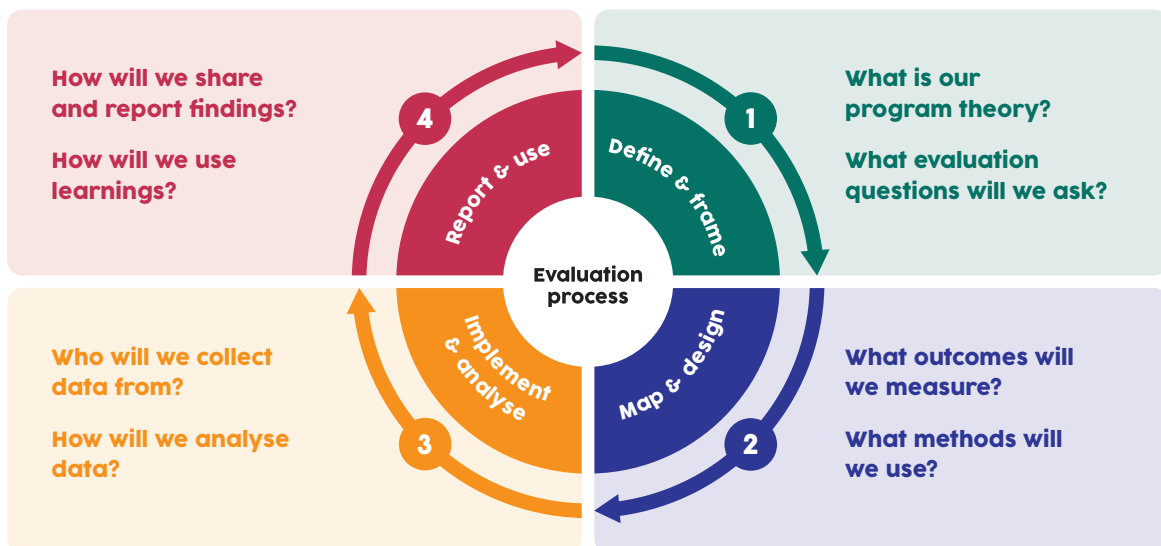 Evaluation
process
1
Define & frame
What is our
program theory?
What evaluation
questions will we ask?
2
Map & design
What outcomes will
we measure?
What methods will
we use?
3
Implement
& analyse
Who will we collect
data from?
How will we analyse
data?
4
Report & use
How will we share
and report findings?
How will we use
learnings?